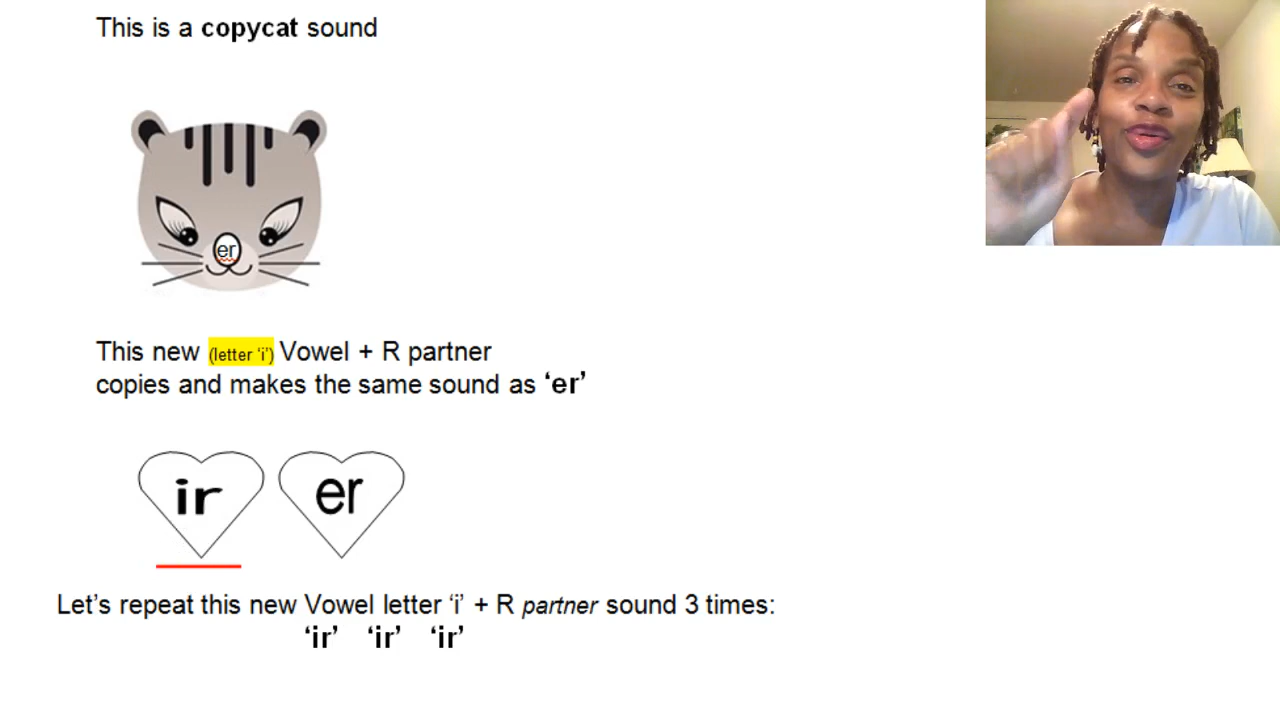 This is a copycat sound
er
This new (letter ‘i’) Vowel + R partner
copies and makes the same sound as ‘er’
ir er
Let’s repeat this new Vowel letter ‘i’ + R partner sound 3 times:
‘ir’ ‘ir’ ‘ir’